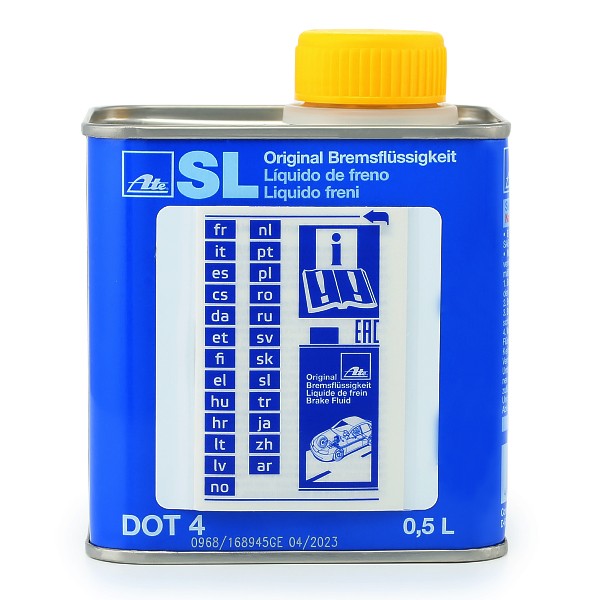 Ate
SL
Original Bremsflüssigkeit
Líquido de freno
Liquido freni
fr nl
it pt
es pl
cs ro
da ru
et sv
fi sk
el sl
hu tr
hr ja
lt zh
lv ar
no
i
EAC
Ate
Original
Bremsflüssigkeit
Liquide de frein
Brake Fluid
DOT 4
0,5 L
0968/168945GE 04/2023